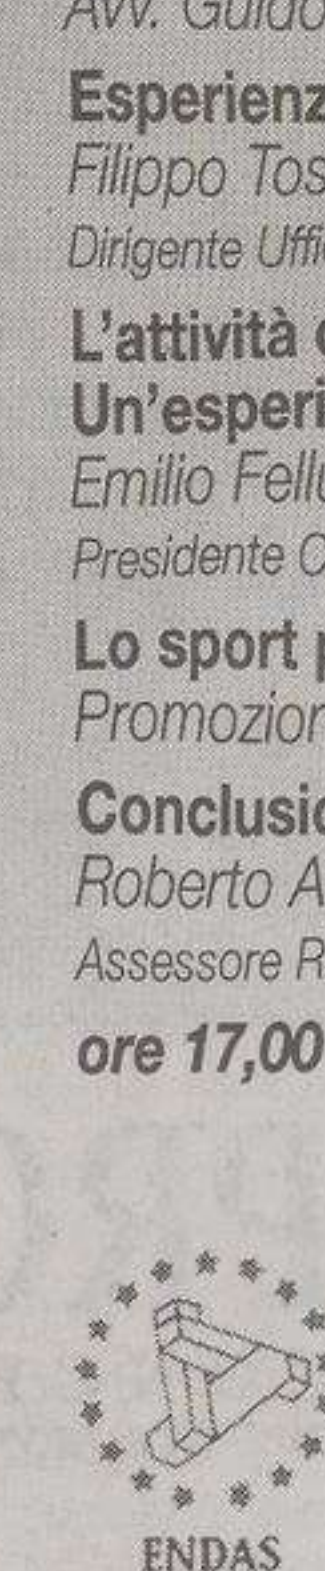 Avv. Guido
Esperienz
Filippo Tos
Dirigente Uffi
L'attività
Un'esperi
Emilio Fell
Presidente C
Lo sport p
Promozion
Conclusio
Roberto A
Assessore R
ore 17,00
ENDAS